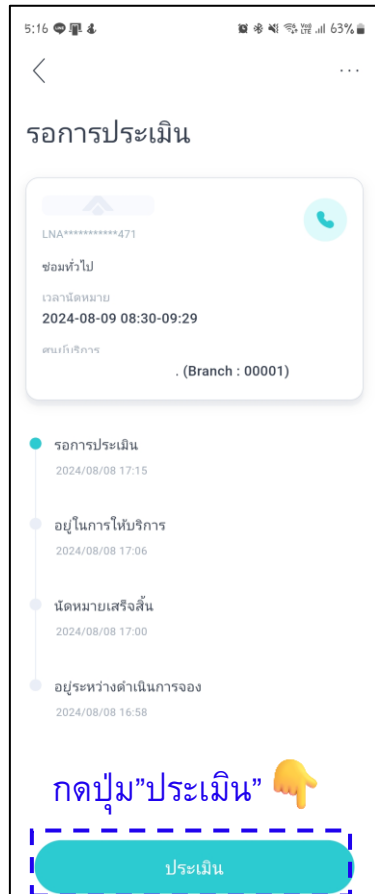 5:16
63%
รอการประเมิน
LNA***********471
ซ่อมทั่วไป
เวลานัดหมาย
2024-08-09 08:30-09:29
ศูนย์บริการ
. (Branch : 00001)
รอการประเมิน
2024/08/08 17:15
อยู่ในการให้บริการ
2024/08/08 17:06
นัดหมายเสร็จสิ้น
2024/08/08 17:00
อยู่ระหว่างดำเนินการจอง
2024/08/08 16:58
กดปุ่ม”ประเมิน”
ประเมิน